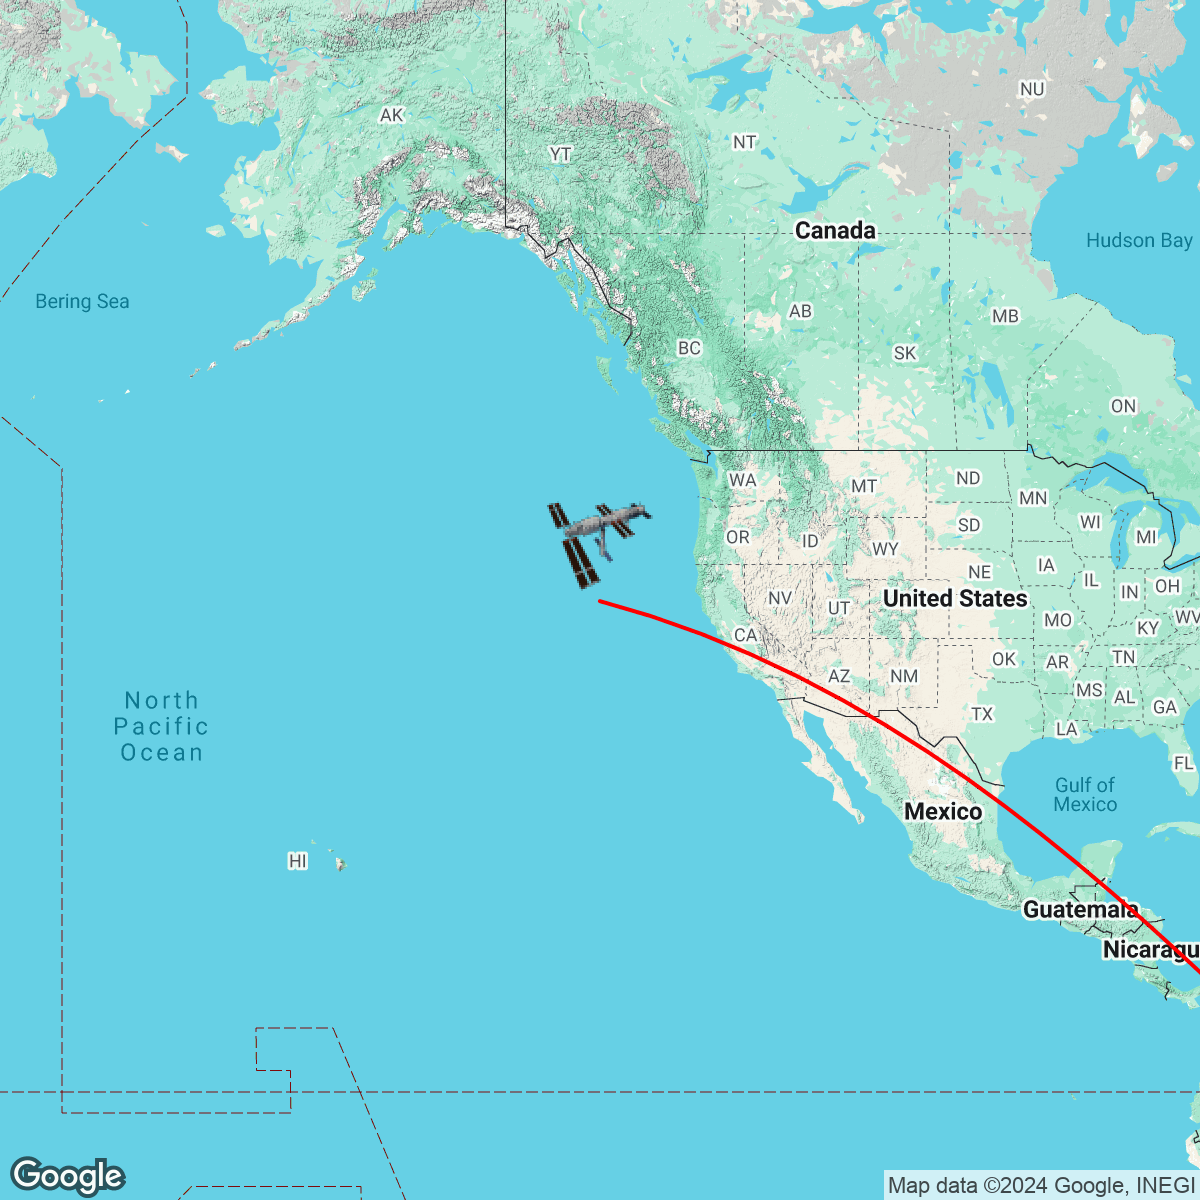 NU
AK
NT
YT
Canada
Hudson Bay
Bering Sea
AB
MB
BC
SK
ON
WA
MT
ND
MN
SD
WI
OR
ID
MI
WY
IA
NE
IL
OH
IN
NV
UT
United States
MO
WV
KY
CA
OK
AR
TN
AZ
NM
MS
AL
GA
North
Pacific
Ocean
TX
LA
FL
Gulf of
Mexico
Mexico
HI
Guatemala
Nicaragu
Google
Map data ©2024 Google, INEGI